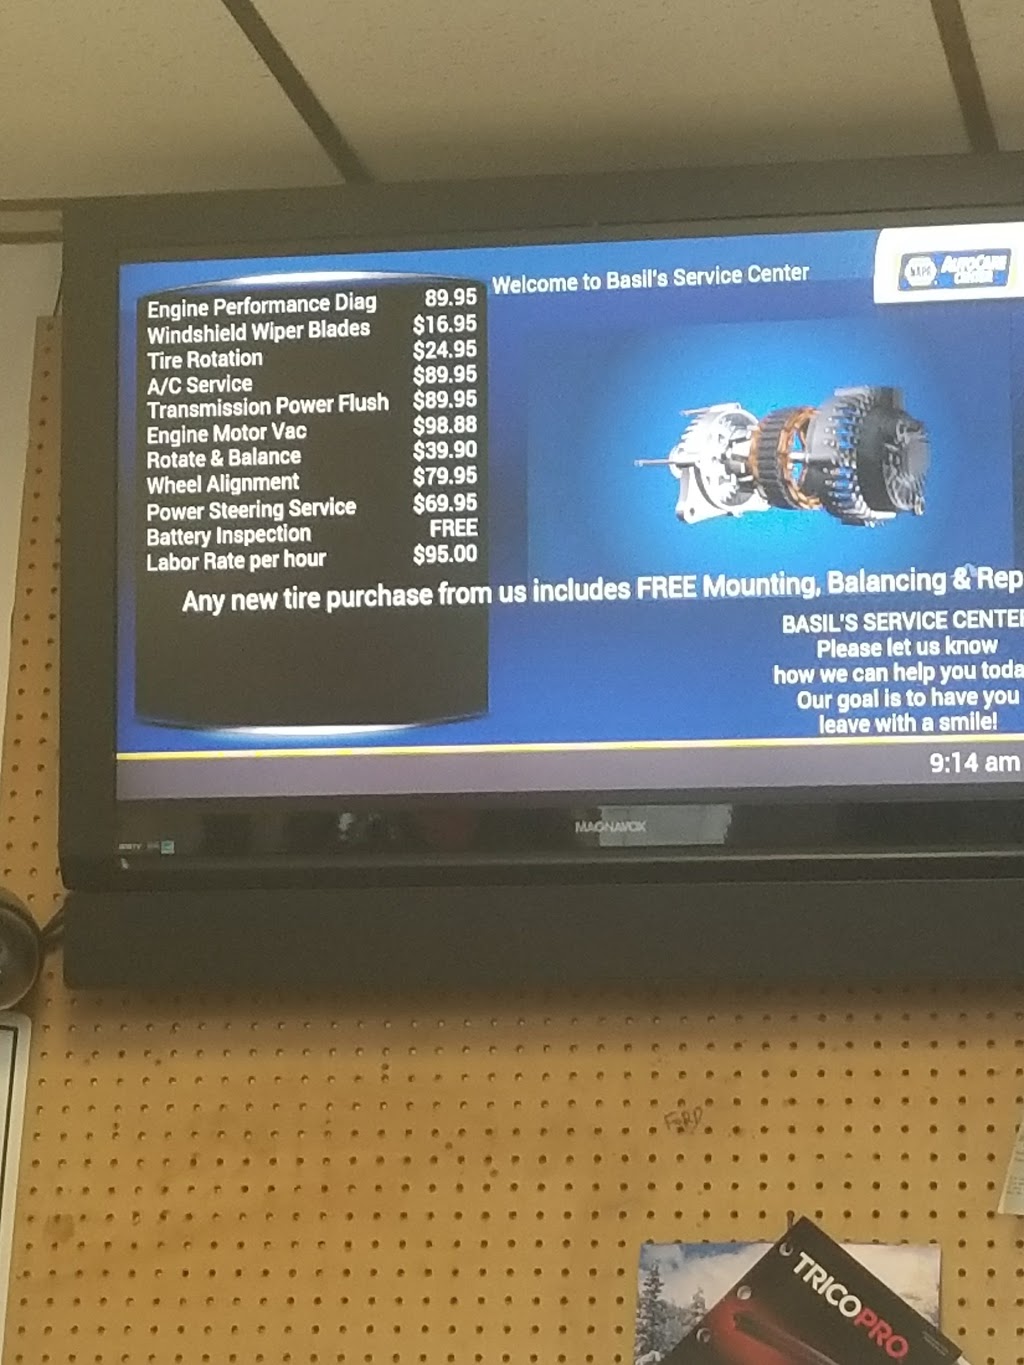 Welcome to Basil's Service Center
NAPA AUTOCARE CENTER
Engine Performance Diag 89.95
Windshield Wiper Blades $16.95
Tire Rotation $24.95
A/C Service $89.95
Transmission Power Flush $89.95
Engine Motor Vac $98.88
Rotate & Balance $39.90
Wheel Alignment $79.95
Power Steering Service $69.95
Battery Inspection FREE
Labor Rate per hour $95.00
Any new tire purchase from us includes FREE Mounting, Balancing & Rep
BASIL'S SERVICE CENTE
Please let us know
how we can help you toda
Our goal is to have you
leave with a smile!
9:14 am
MAGNAVOX
FORD
TRICOPRO